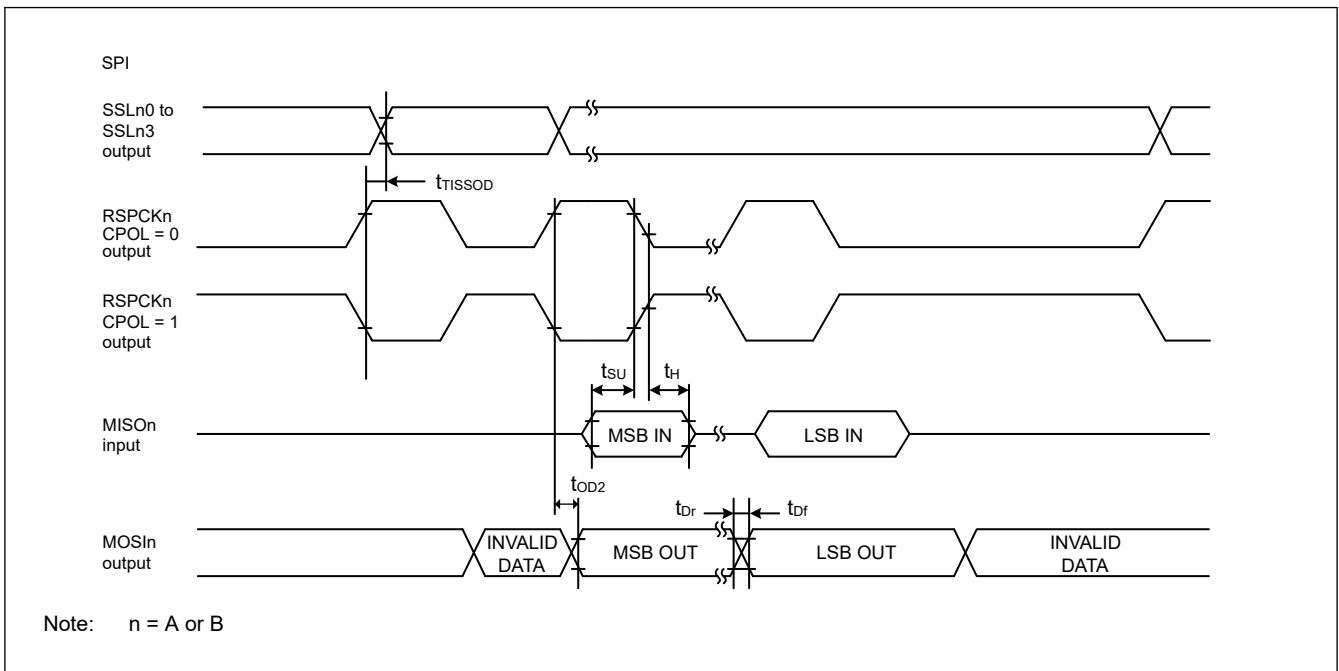 SPI
SSLn0 to
SSLn3
output
tTISSOD
RSPCKn
CPOL = 0
output
RSPCKn
CPOL = 1
output
tSU
tH
MISOn
input
MSB IN
LSB IN
tOD2
tDr
tDf
MOSIn
output
INVALID
DATA
MSB OUT
LSB OUT
INVALID
DATA
Note: n = A or B